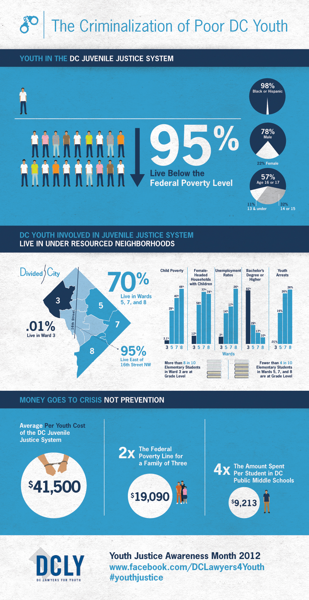 The Criminalization of Poor DC Youth
YOUTH IN THE DC JUVENILE JUSTICE SYSTEM
98%
Black or Hispanic
95%
Live Below the
Federal Poverty Level
78%
Male
22% Female
57%
Age 16 or 17
13 & under
14 or 15
DC YOUTH INVOLVED IN JUVENILE JUSTICE SYSTEM
LIVE IN UNDER RESOURCED NEIGHBORHOODS
Divided City
3
5
7
8
.01%
Live in Ward 3
70%
Live in Wards
5, 7, and 8
95%
Live East of
16th Street NW
Child Poverty
Female-
Headed
Households
with Children
Unemployment
Rates
Bachelor's
Degree or
Higher
Youth
Arrests
3 5 7 8
3 5 7 8
3 5 7 8
3 5 7 8
3 5 7 8
Wards
More than 8 in 10
Elementary Students
in Ward 3 are at
Grade Level
Fewer than 4 in 10
Elementary Students
in Wards 5, 7, and 8
are at Grade Level
MONEY GOES TO CRISIS NOT PREVENTION
Average Per Youth Cost
of the DC Juvenile
Justice System
$41,500
2x The Federal
Poverty Line for
a Family of Three
$19,090
4x The Amount Spent
Per Student in DC
Public Middle Schools
$9,213
DCLY
DC LAWYERS FOR YOUTH
Youth Justice Awareness Month 2012
www.facebook.com/DCLawyers4Youth
#youthjustice